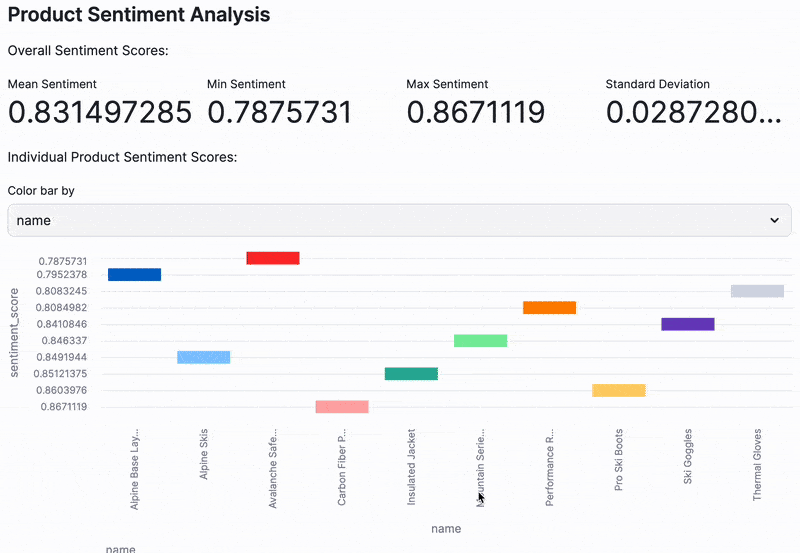 Product Sentiment Analysis
Overall Sentiment Scores:
Mean Sentiment Min Sentiment Max Sentiment Standard Deviation
0.831497285 0.7875731 0.8671119 0.0287280...
Individual Product Sentiment Scores:
Color bar by
name
sentiment_score
0.7875731
0.7952378
0.8083245
0.8084982
0.8410846
0.846337
0.8491944
0.85121375
0.8603976
0.8671119
Alpine Base Lay...
Alpine Skis
Avalanche Safe...
Carbon Fiber P...
Insulated Jacket
Mountain Serie...
Performance R...
Pro Ski Boots
Ski Goggles
Thermal Gloves
name
name